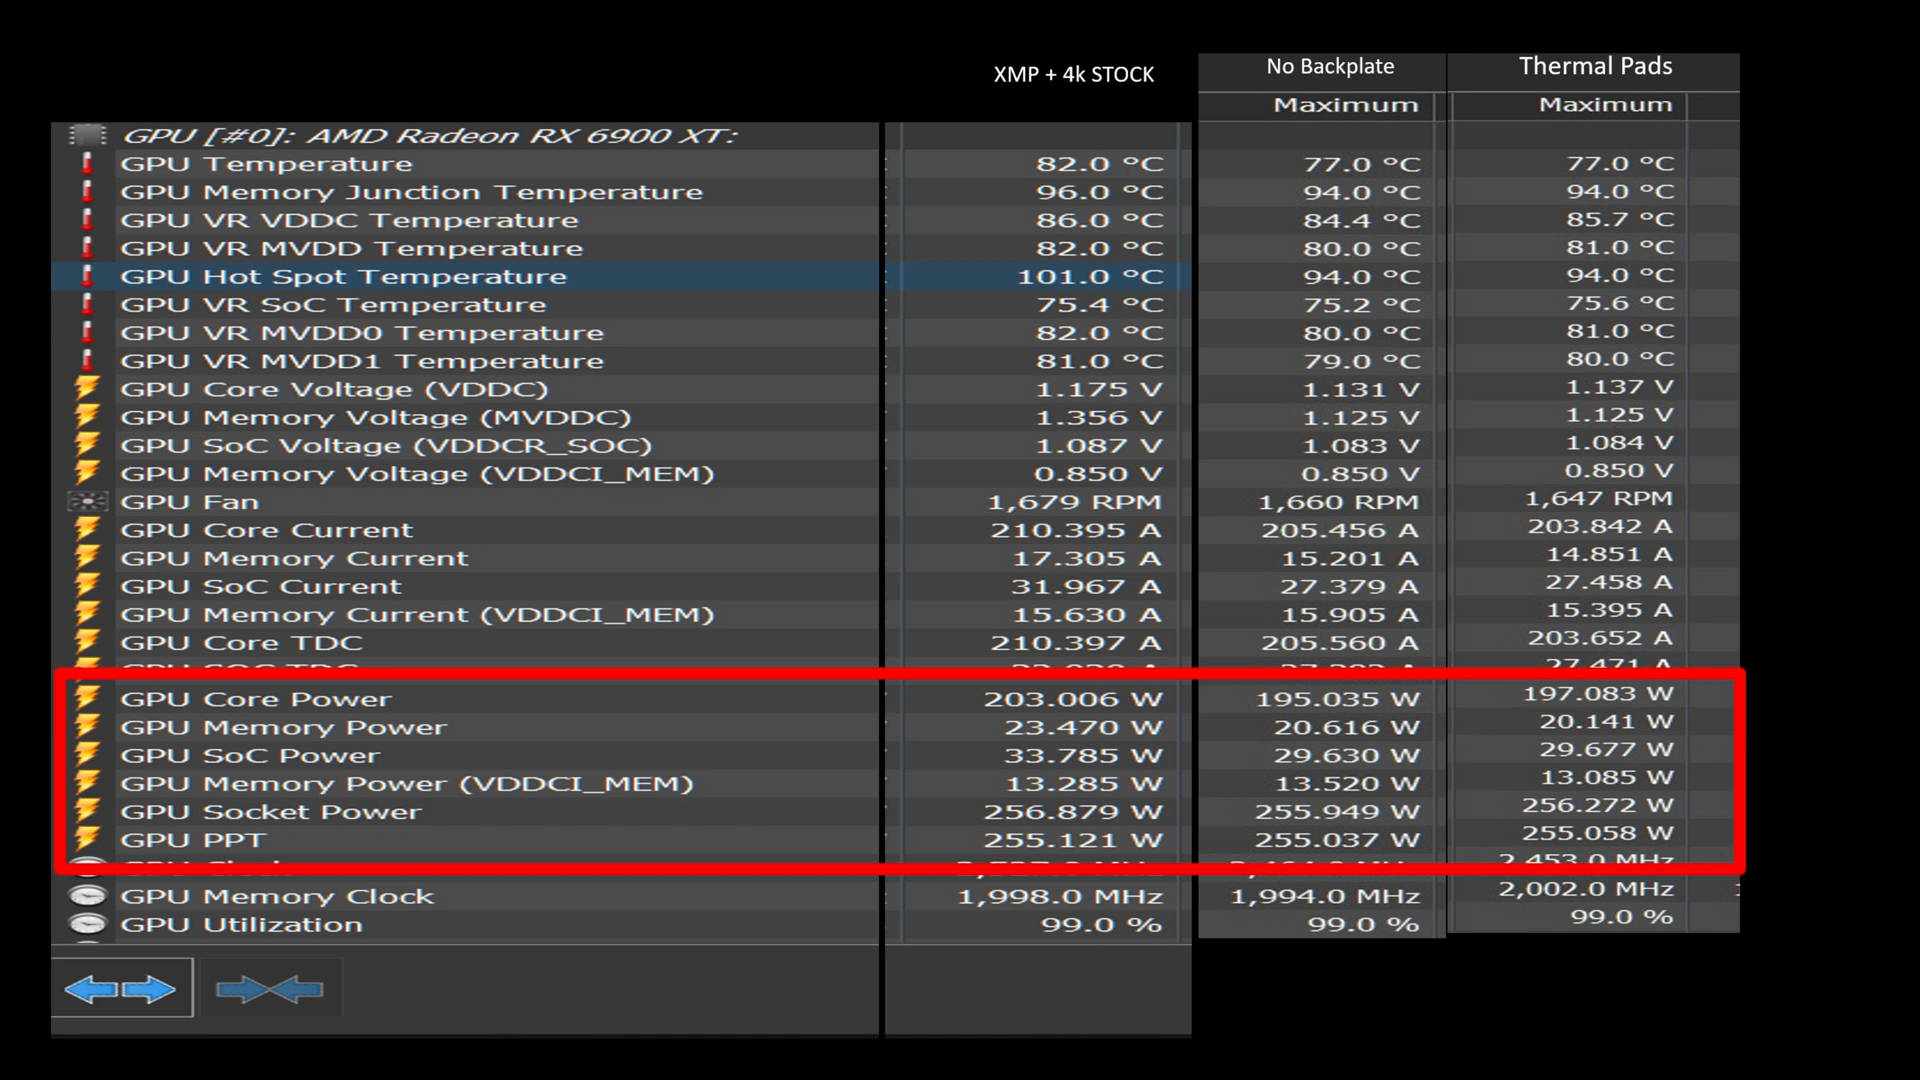 XMP + 4k STOCK No Backplate Thermal Pads
Maximum Maximum
GPU [#0]: AMD Radeon RX 6900 XT:
GPU Temperature 82.0 °C 77.0 °C 77.0 °C
GPU Memory Junction Temperature 96.0 °C 94.0 °C 94.0 °C
GPU VR VDDC Temperature 86.0 °C 84.4 °C 85.7 °C
GPU VR MVDD Temperature 82.0 °C 80.0 °C 81.0 °C
GPU Hot Spot Temperature 101.0 °C 94.0 °C 94.0 °C
GPU VR SoC Temperature 75.4 °C 75.2 °C 75.6 °C
GPU VR MVDD0 Temperature 82.0 °C 80.0 °C 81.0 °C
GPU VR MVDD1 Temperature 81.0 °C 79.0 °C 80.0 °C
GPU Core Voltage (VDDC) 1.175 V 1.131 V 1.137 V
GPU Memory Voltage (MVDDC) 1.356 V 1.125 V 1.125 V
GPU SoC Voltage (VDDCR_SOC) 1.087 V 1.083 V 1.084 V
GPU Memory Voltage (VDDCI_MEM) 0.850 V 0.850 V 0.850 V
GPU Fan 1,679 RPM 1,660 RPM 1,647 RPM
GPU Core Current 210.395 A 205.456 A 203.842 A
GPU Memory Current 17.305 A 15.201 A 14.851 A
GPU SoC Current 31.967 A 27.379 A 27.458 A
GPU Memory Current (VDDCI_MEM) 15.630 A 15.905 A 15.395 A
GPU Core TDC 210.397 A 205.560 A 203.652 A
27.471 A
GPU Core Power 203.006 W 195.035 W 197.083 W
GPU Memory Power 23.470 W 20.616 W 20.141 W
GPU SoC Power 33.785 W 29.630 W 29.677 W
GPU Memory Power (VDDCI_MEM) 13.285 W 13.520 W 13.085 W
GPU Socket Power 256.879 W 255.949 W 256.272 W
GPU PPT 255.121 W 255.037 W 255.058 W
2,453.0 MHz
GPU Memory Clock 1,998.0 MHz 1,994.0 MHz 2,002.0 MHz
GPU Utilization 99.0 % 99.0 % 99.0 %